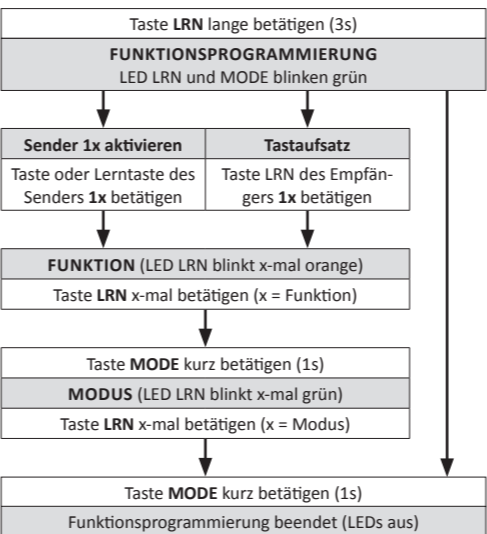 Taste LRN lange betätigen (3s)
FUNKTIONSPROGRAMMIERUNG
LED LRN und MODE blinken grün
Sender 1x aktivieren
Taste oder Lerntaste des
Senders 1x betätigen
Tastaufsatz
Taste LRN des Empfän-
gers 1x betätigen
FUNKTION (LED LRN blinkt x-mal orange)
Taste LRN x-mal betätigen (x = Funktion)
Taste MODE kurz betätigen (1s)
MODUS (LED LRN blinkt x-mal grün)
Taste LRN x-mal betätigen (x = Modus)
Taste MODE kurz betätigen (1s)
Funktionsprogrammierung beendet (LEDs aus)